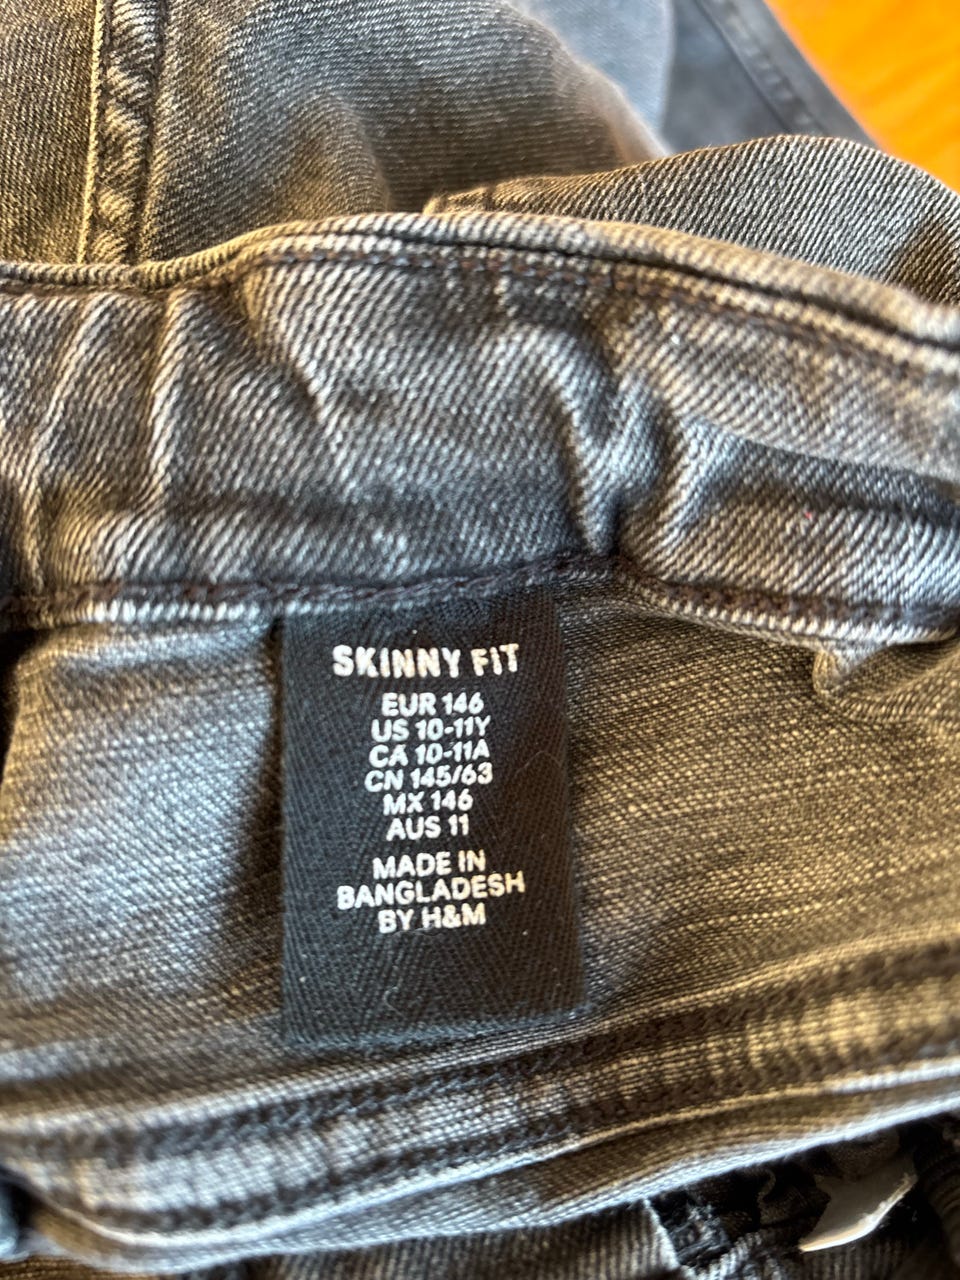 SKINNY FIT
EUR 146
US 10-11Y
CA 10-11A
CN 145/63
MX 146
AUS 11
MADE IN
BANGLADESH
BY H&M